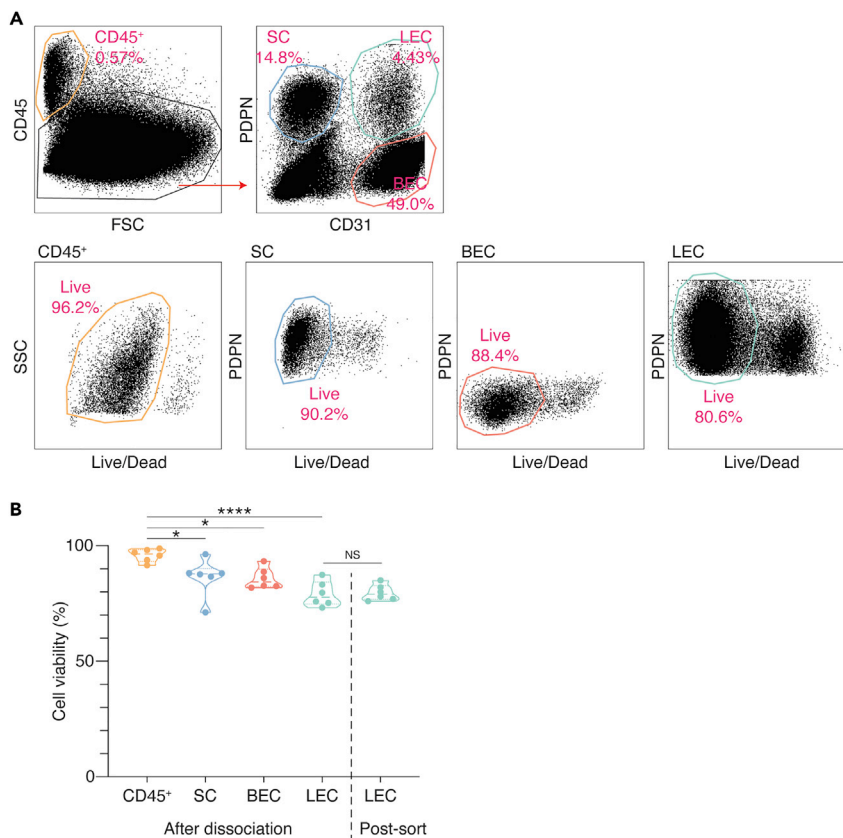 A
CD45⁺
0.57%
CD45
FSC
SC
14.8%
LEC
4.43%
PDPN
BEC
49.0%
CD31
CD45⁺
Live
96.2%
SSC
Live/Dead
SC
PDPN
Live
90.2%
Live/Dead
BEC
PDPN
Live
88.4%
Live/Dead
LEC
PDPN
Live
80.6%
Live/Dead
B
****
*
*
NS
100
50
0
Cell viability (%)
CD45⁺ SC BEC LEC LEC
After dissociation Post-sort